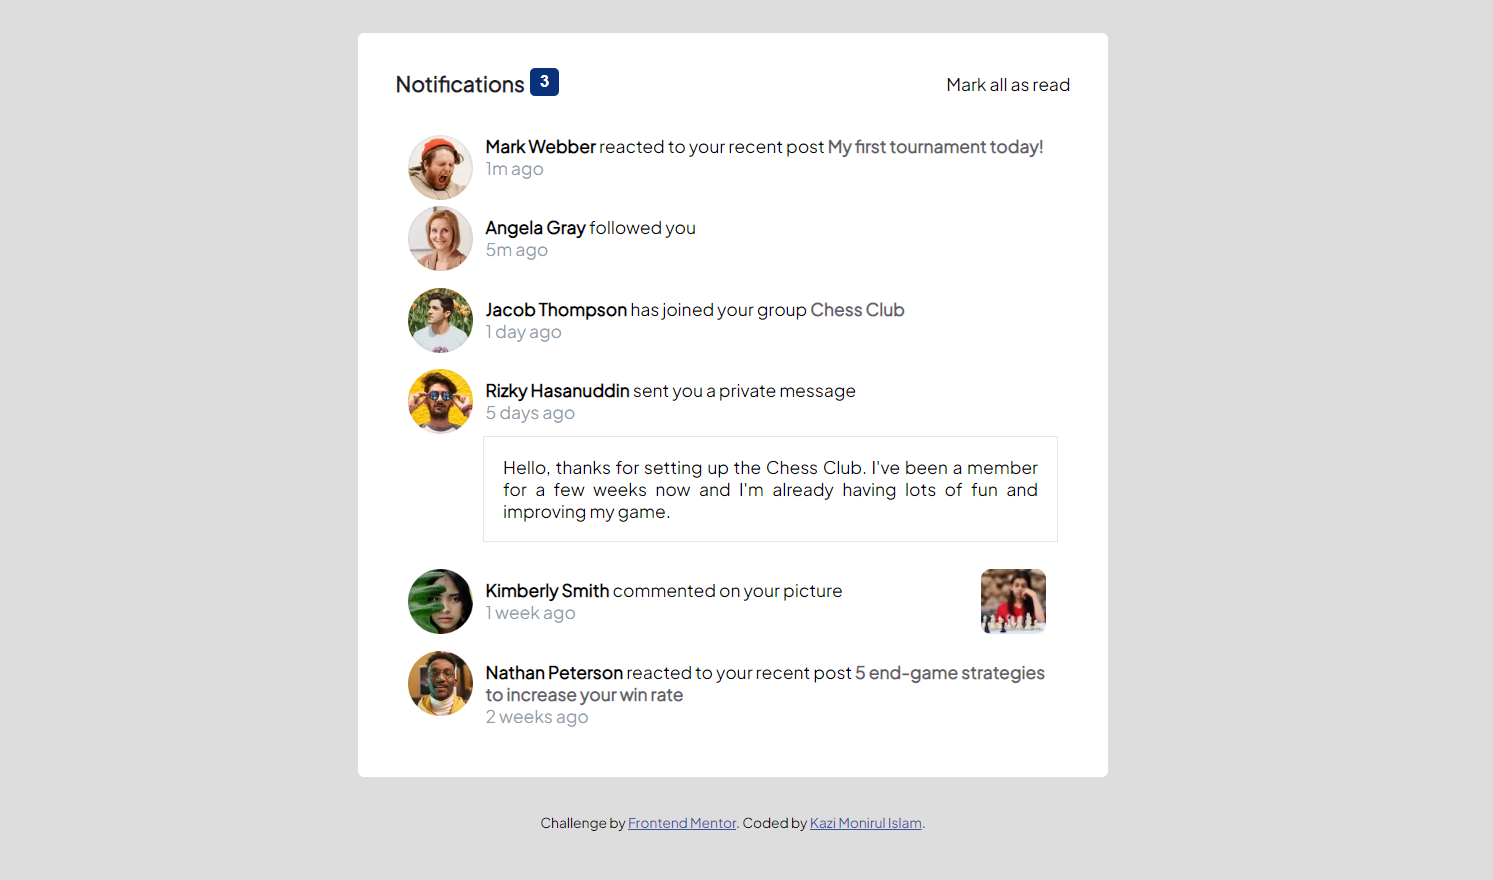 Notifications 3
Mark all as read
Mark Webber reacted to your recent post My first tournament today!
1m ago
Angela Gray followed you
5m ago
Jacob Thompson has joined your group Chess Club
1 day ago
Rizky Hasanuddin sent you a private message
5 days ago
Hello, thanks for setting up the Chess Club. I've been a member
for a few weeks now and I'm already having lots of fun and
improving my game.
Kimberly Smith commented on your picture
1 week ago
Nathan Peterson reacted to your recent post 5 end-game strategies
to increase your win rate
2 weeks ago
Challenge by Frontend Mentor. Coded by Kazi Monirul Islam.